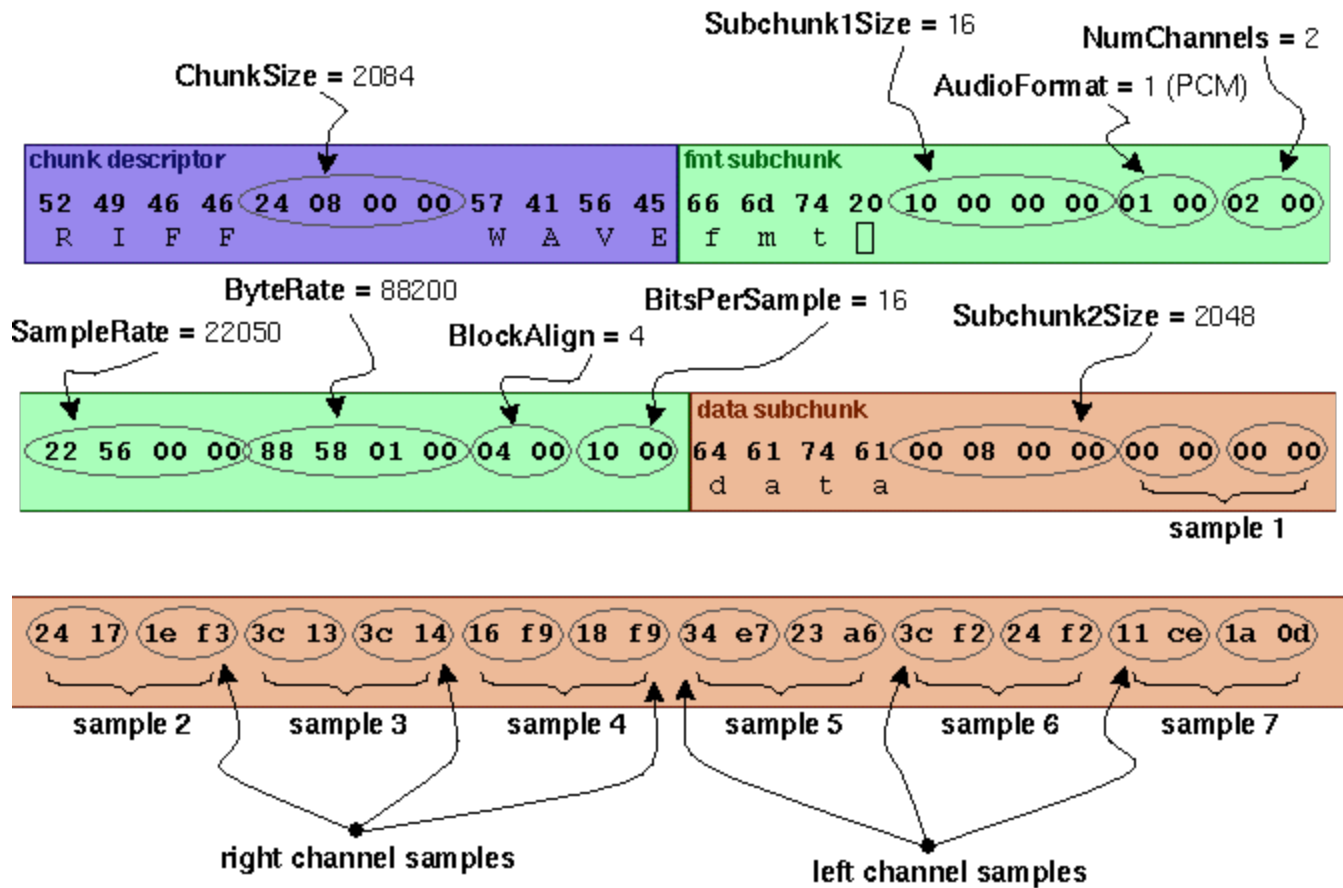 Subchunk1Size = 16
NumChannels = 2
ChunkSize = 2084
AudioFormat = 1 (PCM)
chunk descriptor
fmt subchunk
52 49 46 46 24 08 00 00 57 41 56 45 66 6d 74 20 10 00 00 00 01 00 02 00
R I F F W A V E f m t
ByteRate = 88200
BitsPerSample = 16
SampleRate = 22050
BlockAlign = 4
Subchunk2Size = 2048
data subchunk
22 56 00 00 88 58 01 00 04 00 10 00 64 61 74 61 00 08 00 00 00 00 00 00
d a t a
sample 1
24 17 1e f3 3c 13 3c 14 16 f9 18 f9 34 e7 23 a6 3c f2 24 f2 11 ce 1a 0d
sample 2 sample 3 sample 4 sample 5 sample 6 sample 7
right channel samples
left channel samples